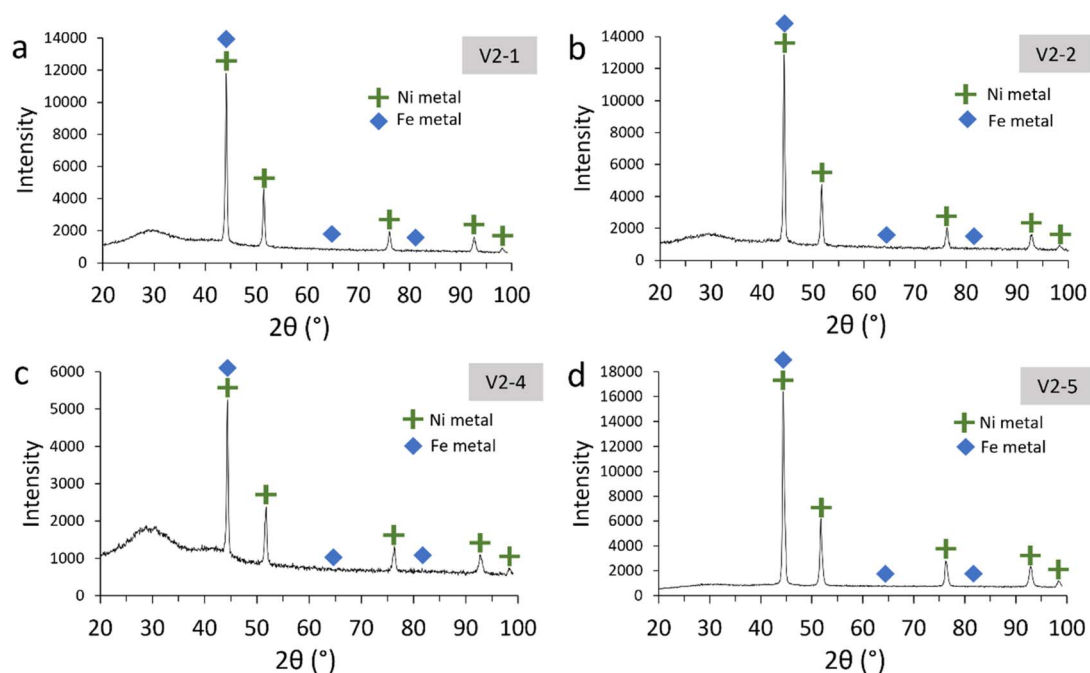 a
V2-1
14000
12000
10000
8000
6000
4000
2000
0
Intensity
Ni metal
Fe metal
20 30 40 50 60 70 80 90 100
2θ (°)
b
V2-2
14000
12000
10000
8000
6000
4000
2000
0
Intensity
Ni metal
Fe metal
20 30 40 50 60 70 80 90 100
2θ (°)
c
V2-4
6000
5000
4000
3000
2000
1000
0
Intensity
Ni metal
Fe metal
20 30 40 50 60 70 80 90 100
2θ (°)
d
V2-5
18000
16000
14000
12000
10000
8000
6000
4000
2000
0
Intensity
Ni metal
Fe metal
20 30 40 50 60 70 80 90 100
2θ (°)